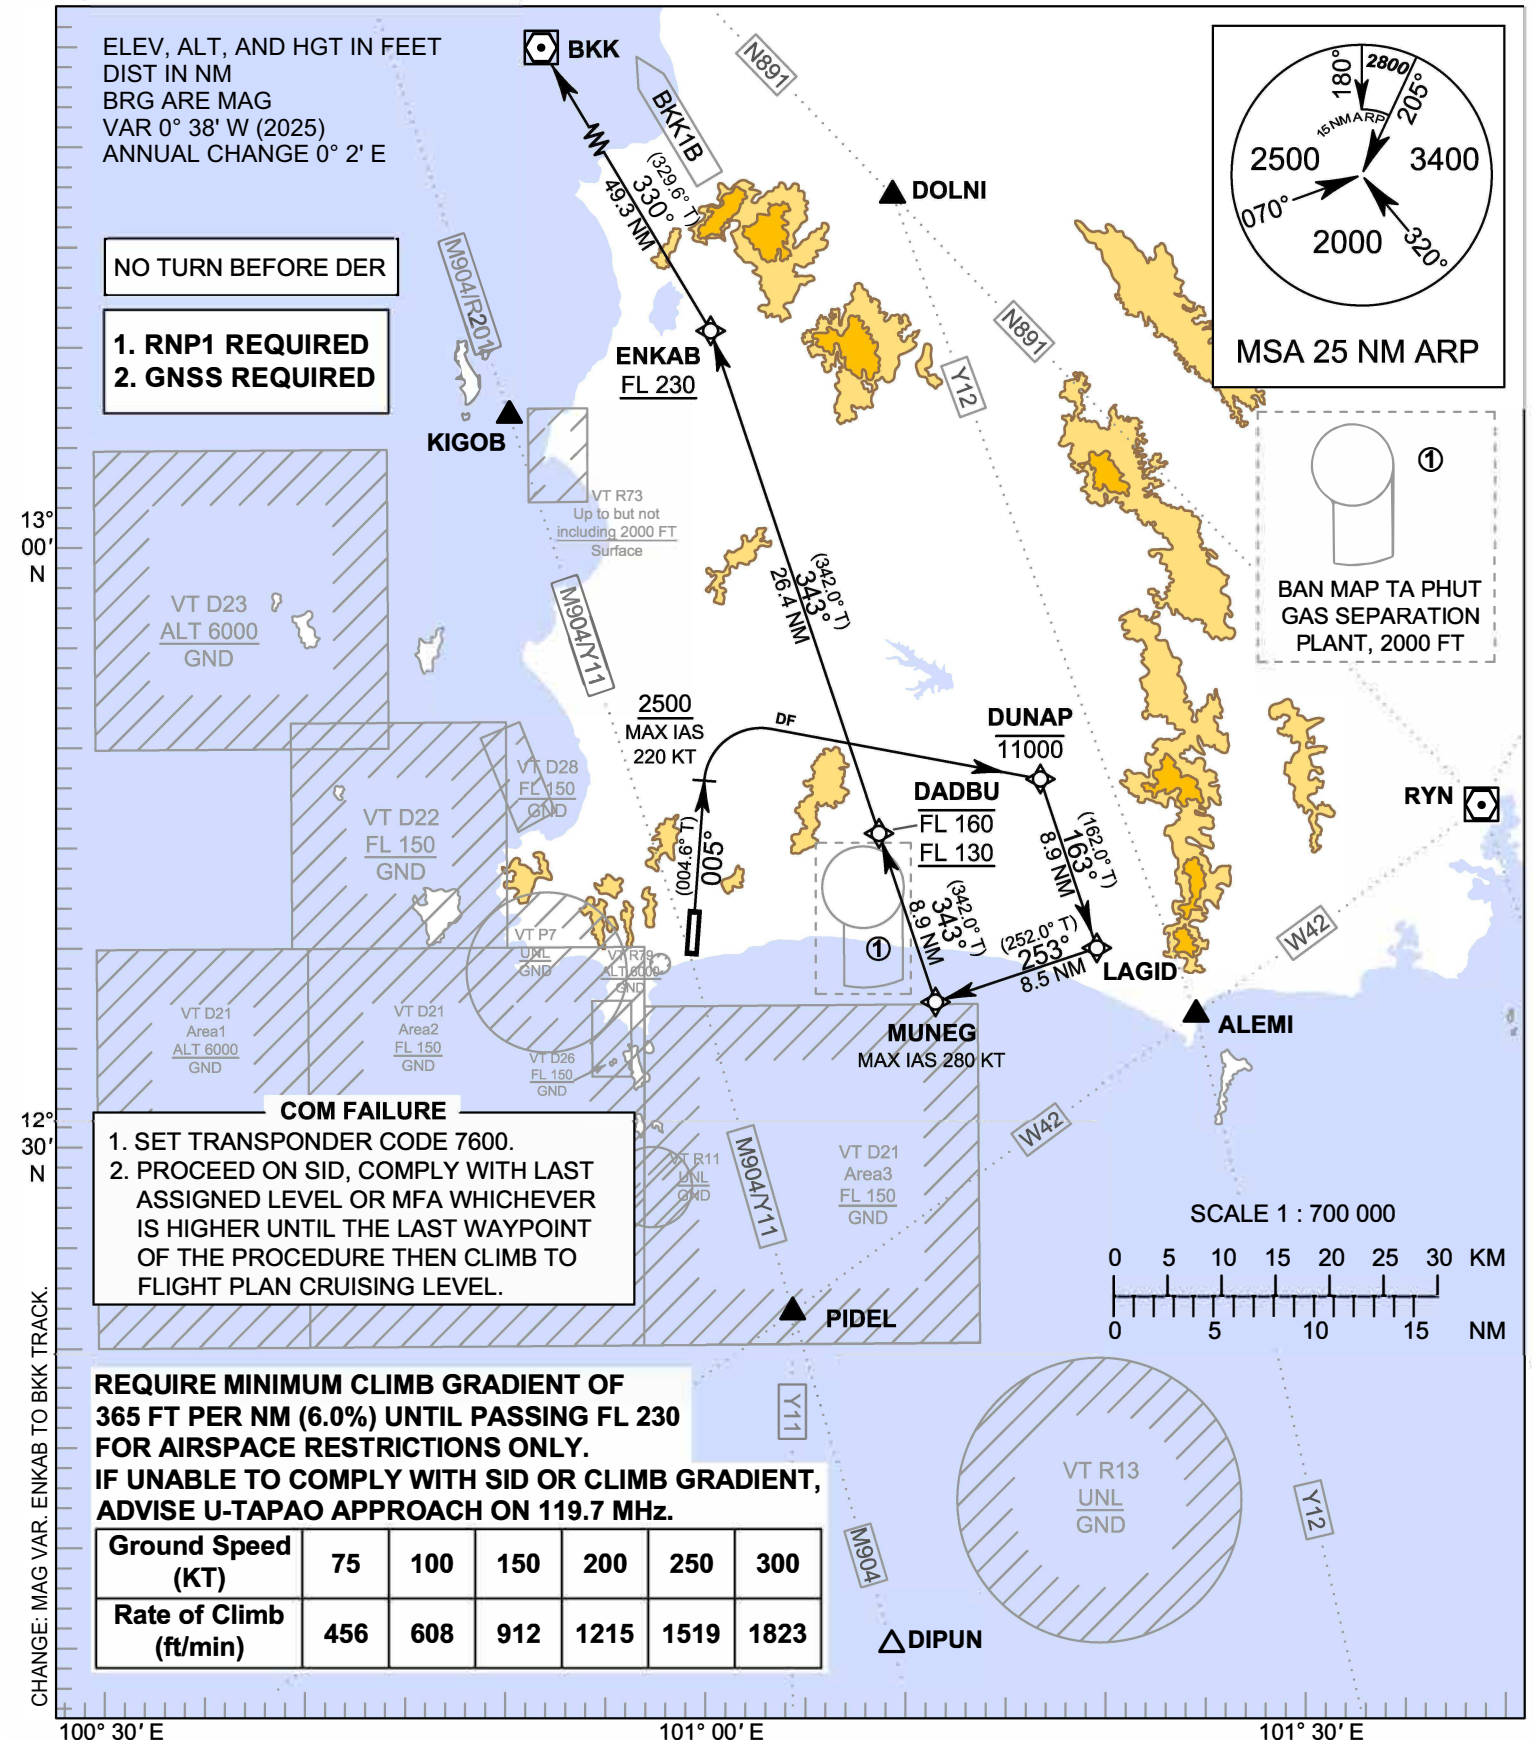 ELEV, ALT, AND HGT IN FEET
DIST IN NM
BRG ARE MAG
VAR 0° 38' W (2025)
ANNUAL CHANGE 0° 2' E
NO TURN BEFORE DER
1. RNP1 REQUIRED
2. GNSS REQUIRED
BKK
BKK1B
N891
DOLNI
(329.6° T)
330°
49.3 NM
M904/R201
KIGOB
ENKAB
FL 230
Y12
N891
180°
2800
205°
15 NM ARP
2500
3400
070°
2000
320°
MSA 25 NM ARP
①
BAN MAP TA PHUT
GAS SEPARATION
PLANT, 2000 FT
VT R73
Up to but not
including 2000 FT
Surface
13°
00'
N
VT D23
ALT 6000
GND
M904/Y11
(342.0° T)
343°
26.4 NM
2500
MAX IAS
220 KT
DF
DUNAP
11000
DADBU
FL 160
FL 130
RYN
VT D28
FL 150
GND
VT D22
FL 150
GND
(004.6° T)
005°
(162.0° T)
163°
8.9 NM
(342.0° T)
343°
8.9 NM
(252.0° T)
253°
8.5 NM
LAGID
①
W42
VT P7
UNL
GND
VT R79
ALT 6000
GND
MUNEG
MAX IAS 280 KT
ALEMI
VT D21
Area1
ALT 6000
GND
VT D21
Area2
FL 150
GND
VT D26
FL 150
GND
12°
30'
N
COM FAILURE
1. SET TRANSPONDER CODE 7600.
2. PROCEED ON SID, COMPLY WITH LAST
ASSIGNED LEVEL OR MFA WHICHEVER
IS HIGHER UNTIL THE LAST WAYPOINT
OF THE PROCEDURE THEN CLIMB TO
FLIGHT PLAN CRUISING LEVEL.
VT R11
UNL
GND
M904/Y11
VT D21
Area3
FL 150
GND
W42
PIDEL
SCALE 1 : 700 000
0 5 10 15 20 25 30 KM
0 5 10 15 NM
REQUIRE MINIMUM CLIMB GRADIENT OF
365 FT PER NM (6.0%) UNTIL PASSING FL 230
FOR AIRSPACE RESTRICTIONS ONLY.
IF UNABLE TO COMPLY WITH SID OR CLIMB GRADIENT,
ADVISE U-TAPAO APPROACH ON 119.7 MHz.
Ground Speed (KT) 75 100 150 200 250 300
Rate of Climb (ft/min) 456 608 912 1215 1519 1823
Y11
M904
DIPUN
VT R13
UNL
GND
Y12
CHANGE: MAG VAR. ENKAB TO BKK TRACK.
100° 30' E
101° 00' E
101° 30' E